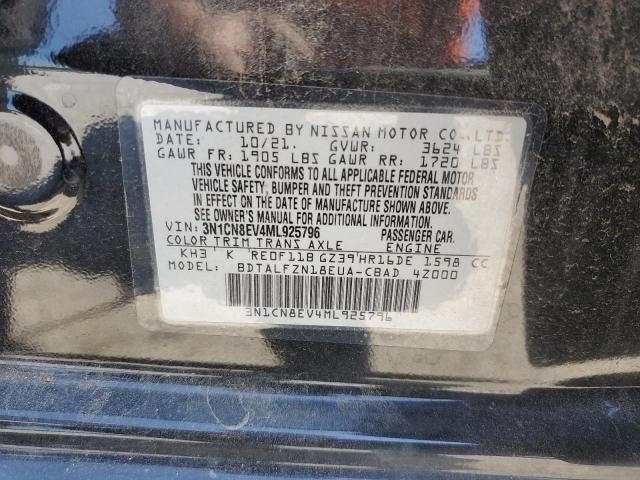 MANUFACTURED BY NISSAN MOTOR CO., LTD.
DATE: 10/21. GVWR: 3624 LBS
GAWR FR: 1905 LBS GAWR RR: 1720 LBS
THIS VEHICLE CONFORMS TO ALL APPLICABLE FEDERAL MOTOR
VEHICLE SAFETY, BUMPER AND THEFT PREVENTION STANDARDS
IN EFFECT ON THE DATE OF MANUFACTURE SHOWN ABOVE.
SEE OWNER'S MANUAL FOR ADDITIONAL INFORMATION.
VIN: 3N1CN8EV4ML925796 PASSENGER CAR.
COLOR TRIM TRANS AXLE ENGINE
KH3 K RE0F11B GZ39 HR16DE 1598 CC
MODEL: BDTALFZN18EUA-CBAD 4Z000
3N1CN8EV4ML925796